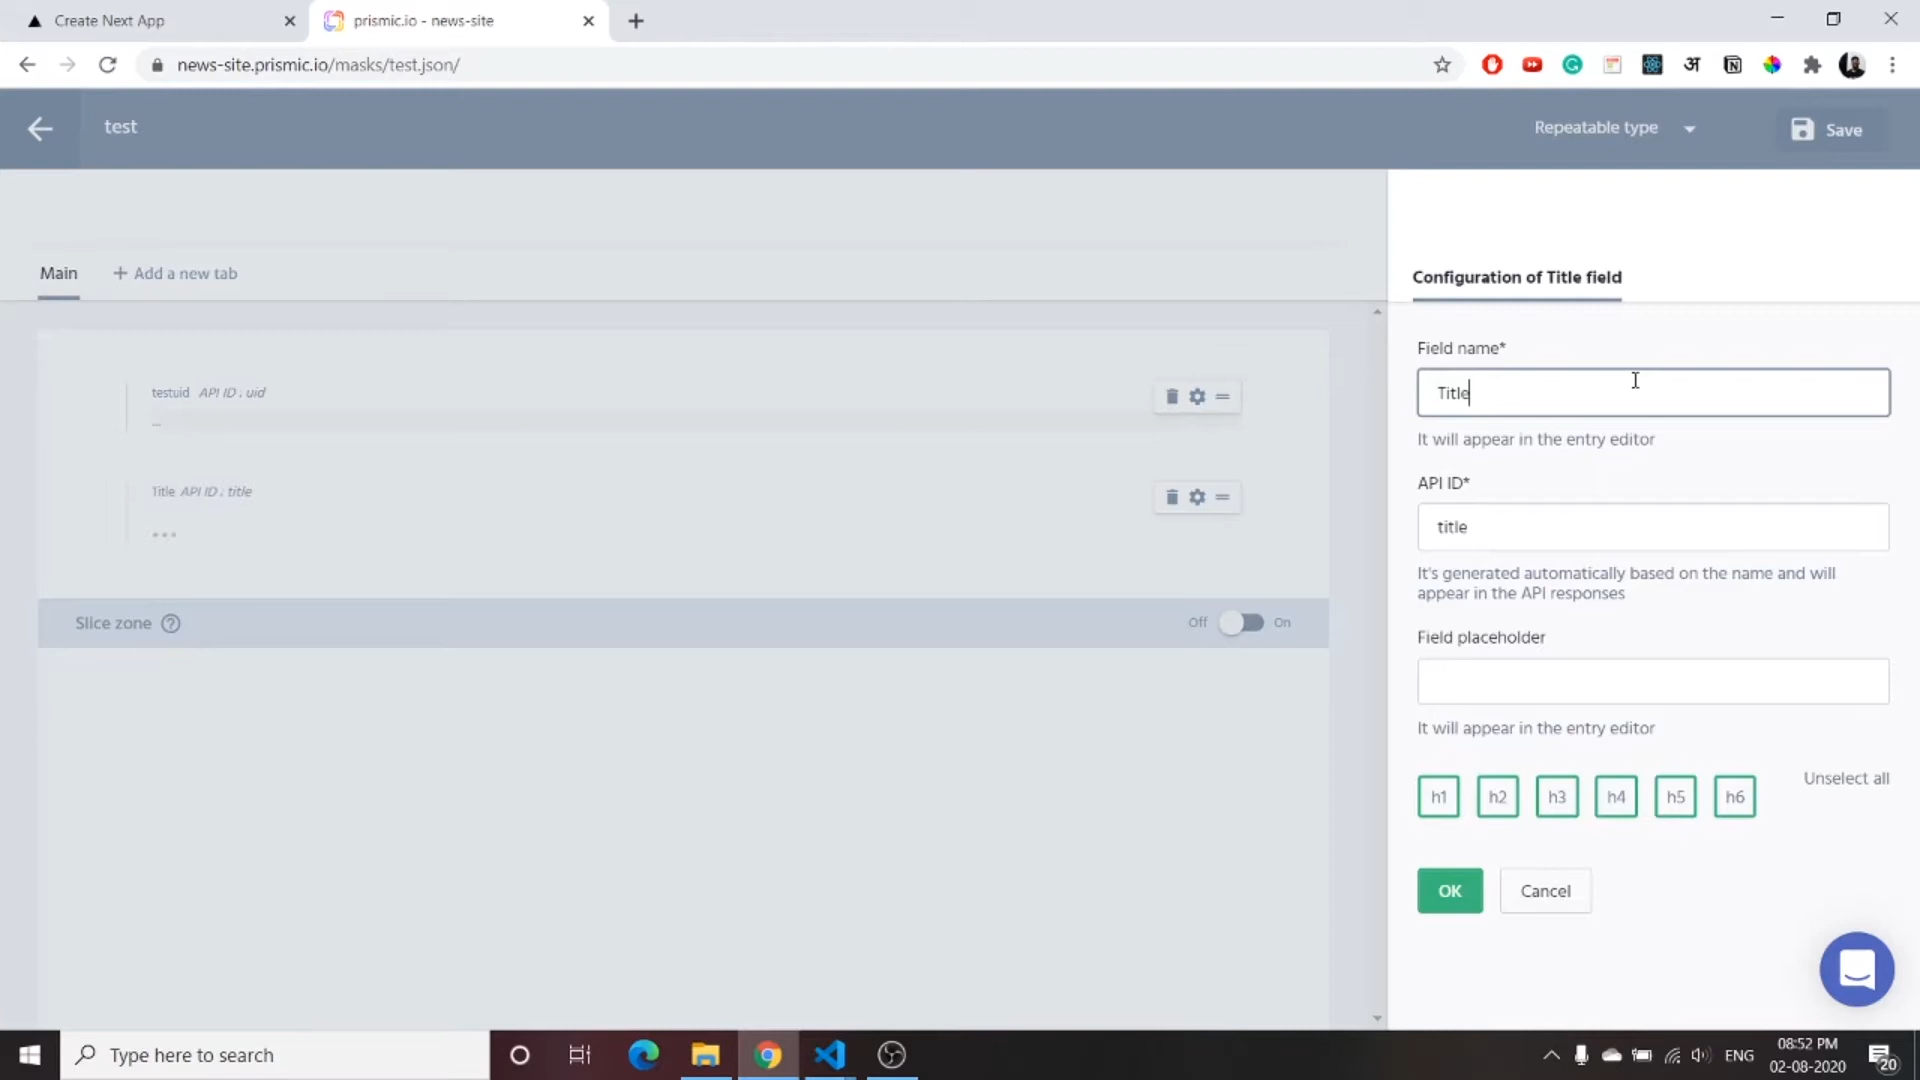 Create Next App
prismic.io - news-site
news-site.prismic.io/masks/test.json/
test
Repeatable type
Save
Main
+ Add a new tab
Configuration of Title field
Field name*
Title
It will appear in the entry editor
API ID*
title
It's generated automatically based on the name and will
appear in the API responses
Field placeholder
It will appear in the entry editor
h1 h2 h3 h4 h5 h6
Unselect all
OK
Cancel
testuid API ID . uid
Title API ID . title
Slice zone ?
Off
On
Type here to search
ENG
08:52 PM
02-08-2020
20